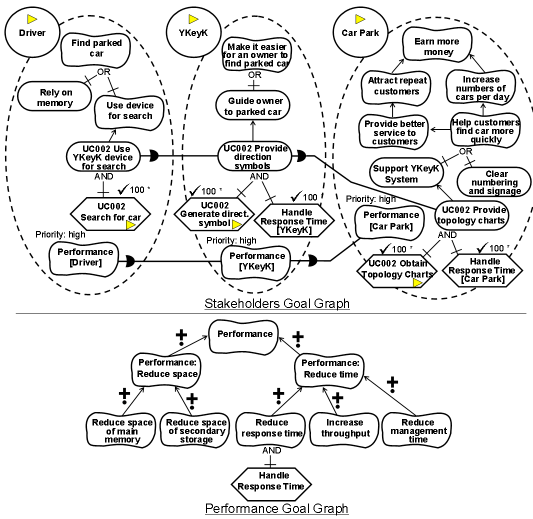 Driver
Find parked
car
OR
Rely on
memory
Use device
for search
UC002 Use
YKeyK device
for search
AND
100
UC002
Search for car
Priority: high
Performance
[Driver]
YKeyK
Make it easier
for an owner to
find parked car
OR
Guide owner
to parked car
UC002 Provide
direction
symbols
AND
100
100
UC002
Generate direct.
symbol
Handle
Response Time
[YKeyK]
Priority: high
Performance
[YKeyK]
Car Park
Earn more
money
Attract repeat
customers
Increase
numbers of
cars per day
Provide better
service to
customers
Help customers
find car more
quickly
OR
Support YKeyK
System
Clear
numbering
and signage
Priority: high
Performance
[Car Park]
UC002 Provide
topology charts
AND
100
100
UC002 Obtain
Topology Charts
Handle
Response Time
[Car Park]
Stakeholders Goal Graph
Performance
Performance:
Reduce space
Performance:
Reduce time
Reduce space
of main
memory
Reduce space
of secondary
storage
Reduce
response time
Increase
throughput
Reduce
management
time
AND
Handle
Response Time
Performance Goal Graph